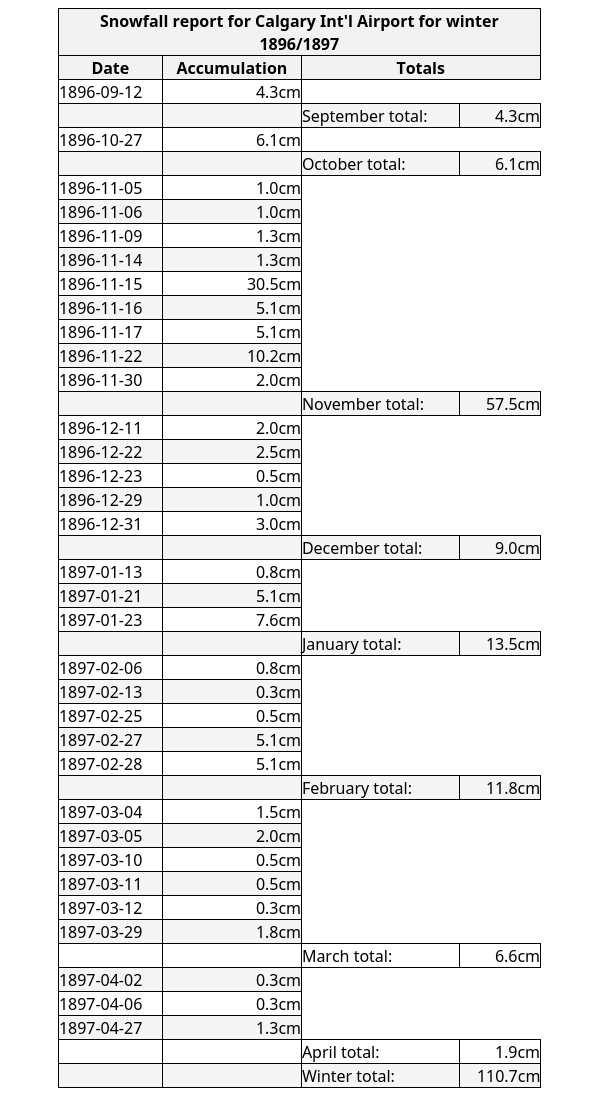 Snowfall report for Calgary Int'l Airport for winter
1896/1897
Date Accumulation Totals
1896-09-12 4.3cm
September total: 4.3cm
1896-10-27 6.1cm
October total: 6.1cm
1896-11-05 1.0cm
1896-11-06 1.0cm
1896-11-09 1.3cm
1896-11-14 1.3cm
1896-11-15 30.5cm
1896-11-16 5.1cm
1896-11-17 5.1cm
1896-11-22 10.2cm
1896-11-30 2.0cm
November total: 57.5cm
1896-12-11 2.0cm
1896-12-22 2.5cm
1896-12-23 0.5cm
1896-12-29 1.0cm
1896-12-31 3.0cm
December total: 9.0cm
1897-01-13 0.8cm
1897-01-21 5.1cm
1897-01-23 7.6cm
January total: 13.5cm
1897-02-06 0.8cm
1897-02-13 0.3cm
1897-02-25 0.5cm
1897-02-27 5.1cm
1897-02-28 5.1cm
February total: 11.8cm
1897-03-04 1.5cm
1897-03-05 2.0cm
1897-03-10 0.5cm
1897-03-11 0.5cm
1897-03-12 0.3cm
1897-03-29 1.8cm
March total: 6.6cm
1897-04-02 0.3cm
1897-04-06 0.3cm
1897-04-27 1.3cm
April total: 1.9cm
Winter total: 110.7cm